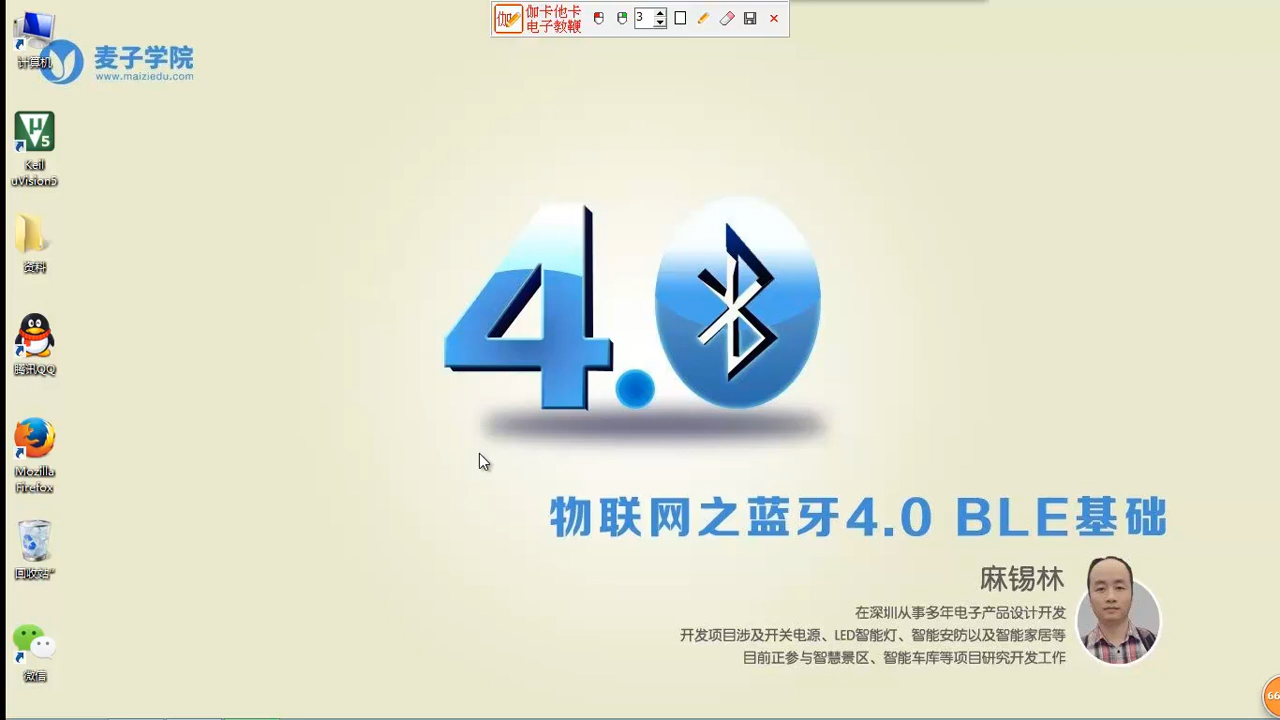 伽卡他卡
电子教鞭
3
计算机
麦子学院
www.maiziedu.com
Keil
uVision5
资料
腾讯QQ
Mozilla
Firefox
回收站
微信
4.0
物联网之蓝牙4.0 BLE基础
麻锡林
在深圳从事多年电子产品设计开发
开发项目涉及开关电源、LED智能灯、智能安防以及智能家居等
目前正参与智慧景区、智能车库等项目研究开发工作
66